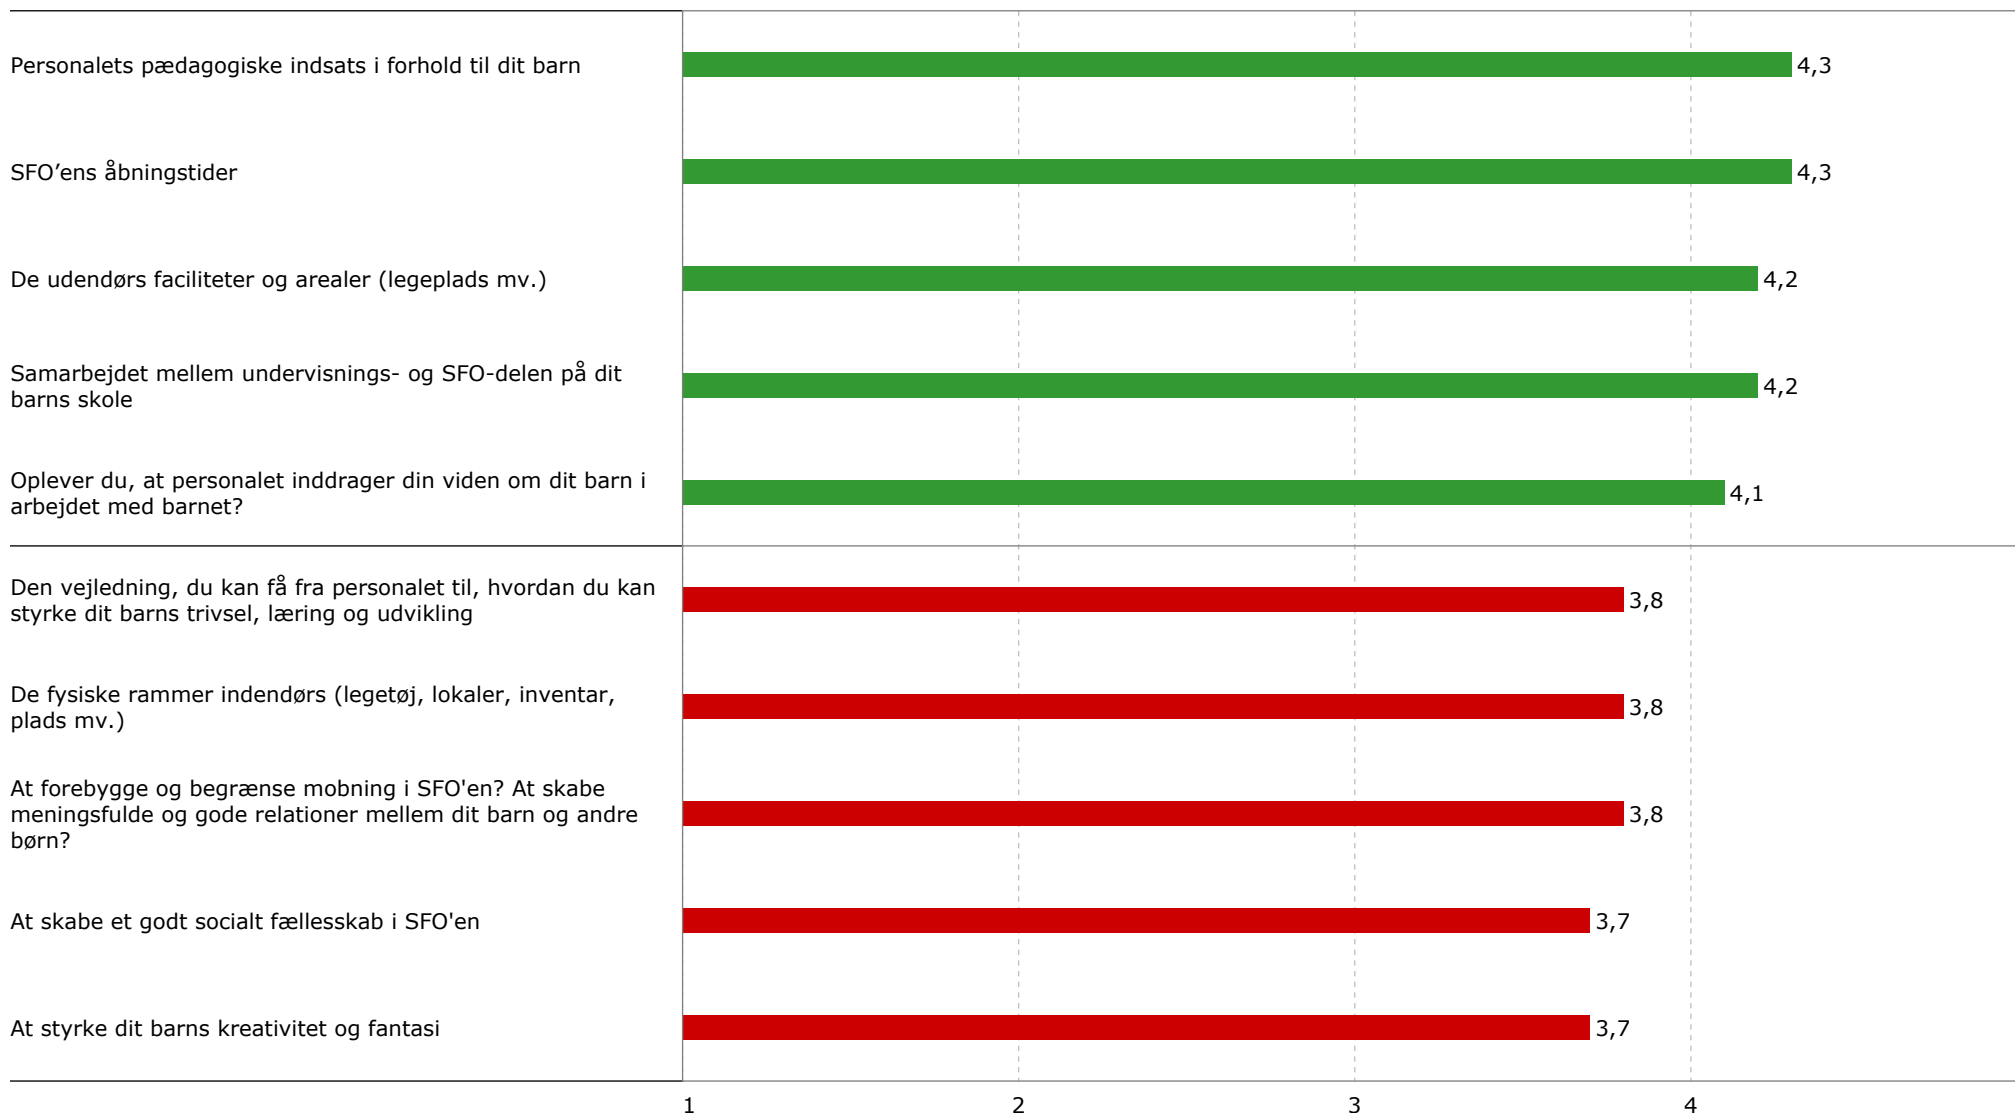 Personalets pædagogiske indsats i forhold til dit barn
4,3
SFO’ens åbningstider
4,3
De udendørs faciliteter og arealer (legeplads mv.)
4,2
Samarbejdet mellem undervisnings- og SFO-delen på dit
barns skole
4,2
Oplever du, at personalet inddrager din viden om dit barn i
arbejdet med barnet?
4,1
Den vejledning, du kan få fra personalet til, hvordan du kan
styrke dit barns trivsel, læring og udvikling
3,8
De fysiske rammer indendørs (legetøj, lokaler, inventar,
plads mv.)
3,8
At forebygge og begrænse mobning i SFO'en? At skabe
meningsfulde og gode relationer mellem dit barn og andre
børn?
3,8
At skabe et godt socialt fællesskab i SFO'en
3,7
At styrke dit barns kreativitet og fantasi
3,7
1 2 3 4